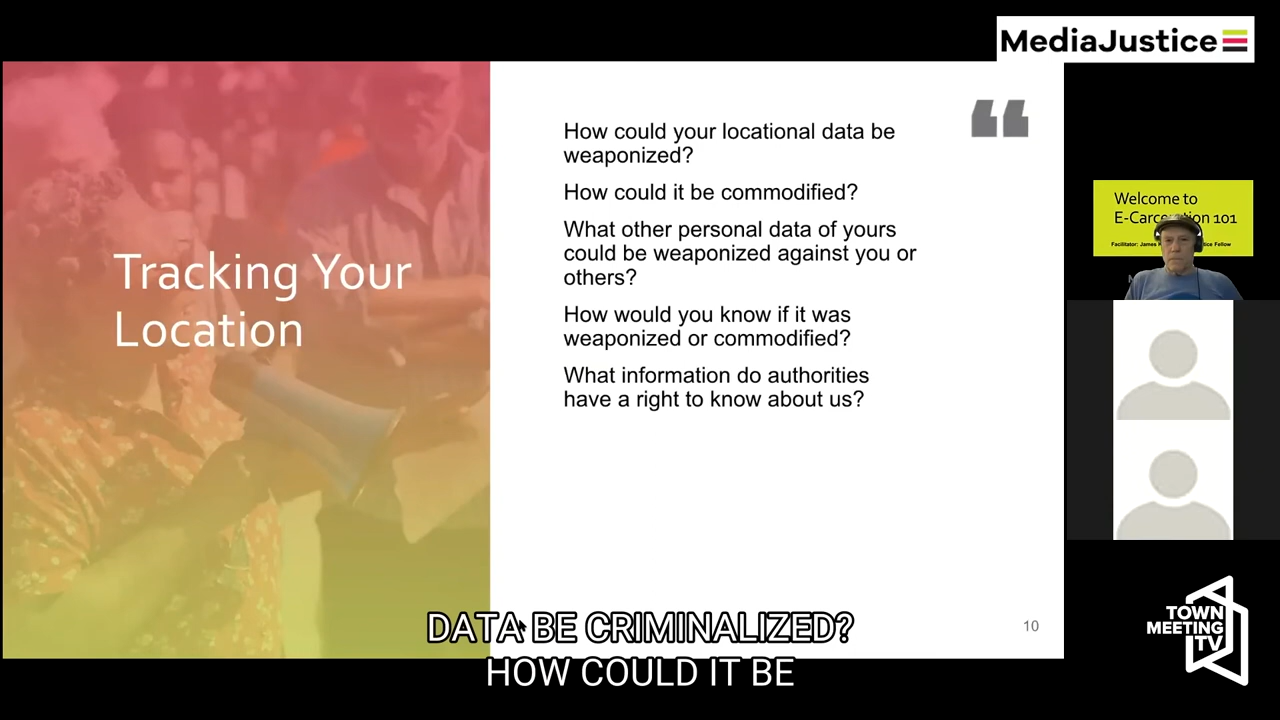 MediaJustice
How could your locational data be
weaponized?
How could it be commodified?
What other personal data of yours
could be weaponized against you or
others?
How would you know if it was
weaponized or commodified?
What information do authorities
have a right to know about us?
Tracking Your
Location
Welcome to
101
Facilitator: James
Fellow
DATA BE CRIMINALIZED?
HOW COULD IT BE
10
TOWN
MEETING
TV